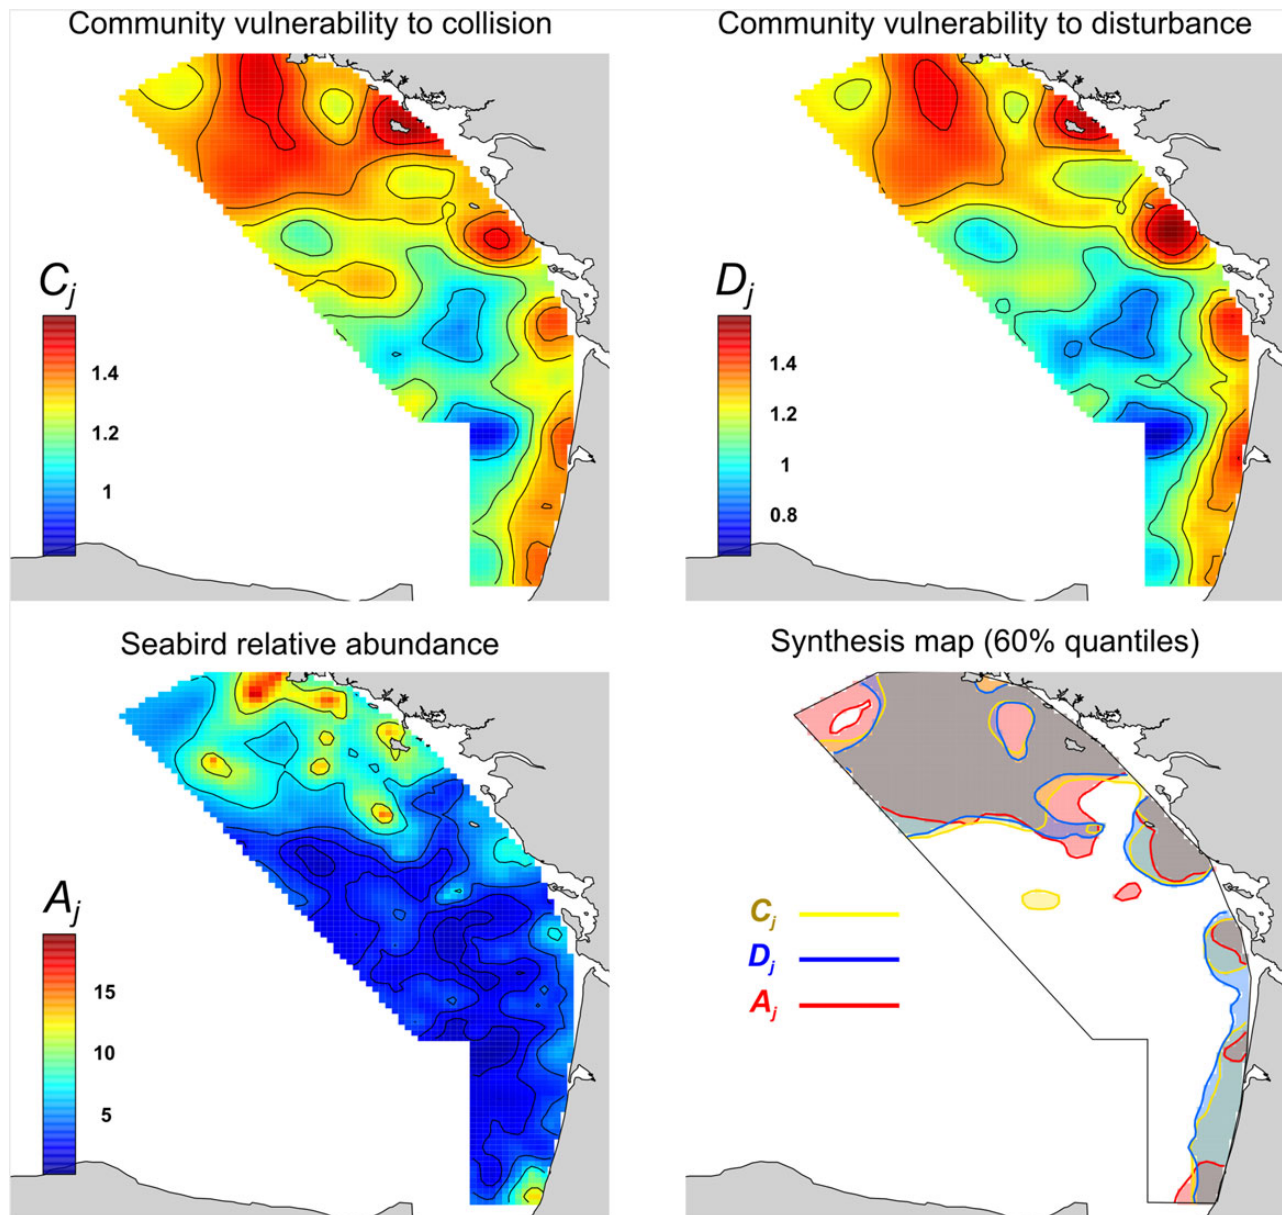 Community vulnerability to collision
Community vulnerability to disturbance
Cj
1.4
1.2
1
Dj
1.4
1.2
1
0.8
Seabird relative abundance
Synthesis map (60% quantiles)
Aj
15
10
5
Cj
Dj
Aj